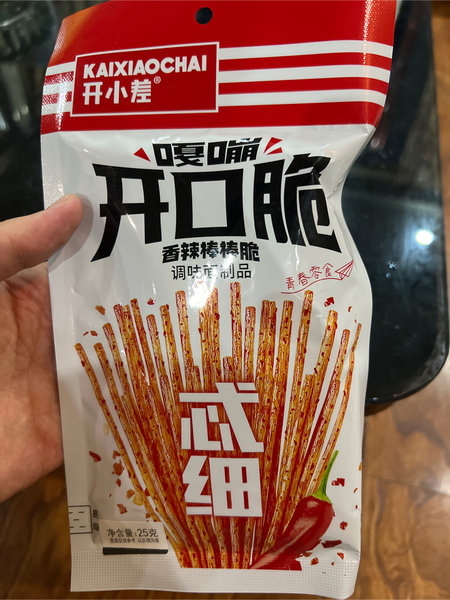 KAIXIAOCHAI
开小差®
嘎嘣
开口脆
香辣棒棒脆
调味面制品
青春零食
忒细
净含量:25克